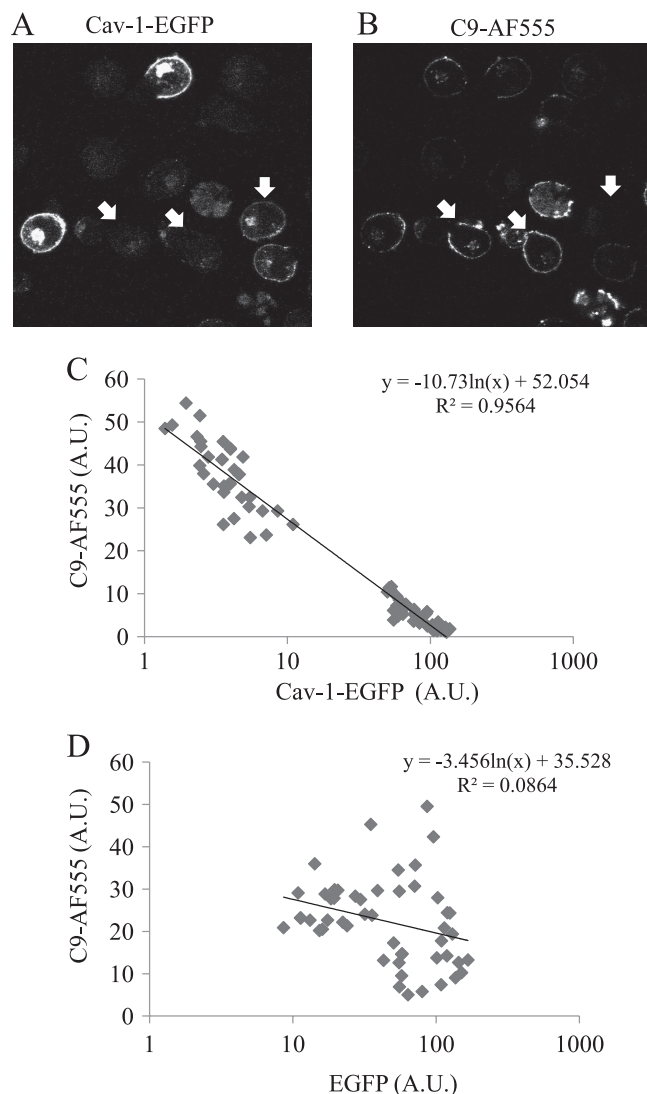 A Cav-1-EGFP
B C9-AF555
C
y = -10.73ln(x) + 52.054
R² = 0.9564
C9-AF555 (A.U.)
60
50
40
30
20
10
0
1 10 100 1000
Cav-1-EGFP (A.U.)
D
y = -3.456ln(x) + 35.528
R² = 0.0864
C9-AF555 (A.U.)
60
50
40
30
20
10
0
1 10 100 1000
EGFP (A.U.)